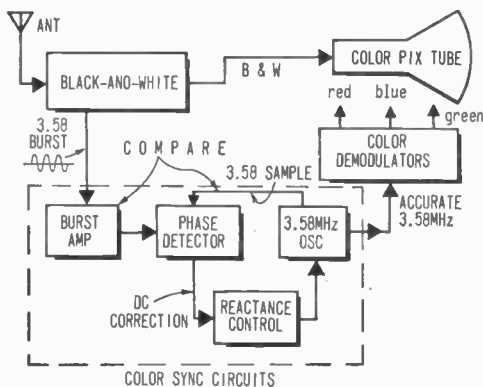 ANT
BLACK-AND-WHITE
B & W
COLOR PIX TUBE
red
blue
green
3.58
BURST
COMPARE
3.58 SAMPLE
COLOR
DEMODULATORS
BURST
AMP
PHASE
DETECTOR
3.58MHz
OSC
ACCURATE
3.58MHz
DC
CORRECTION
REACTANCE
CONTROL
COLOR SYNC CIRCUITS